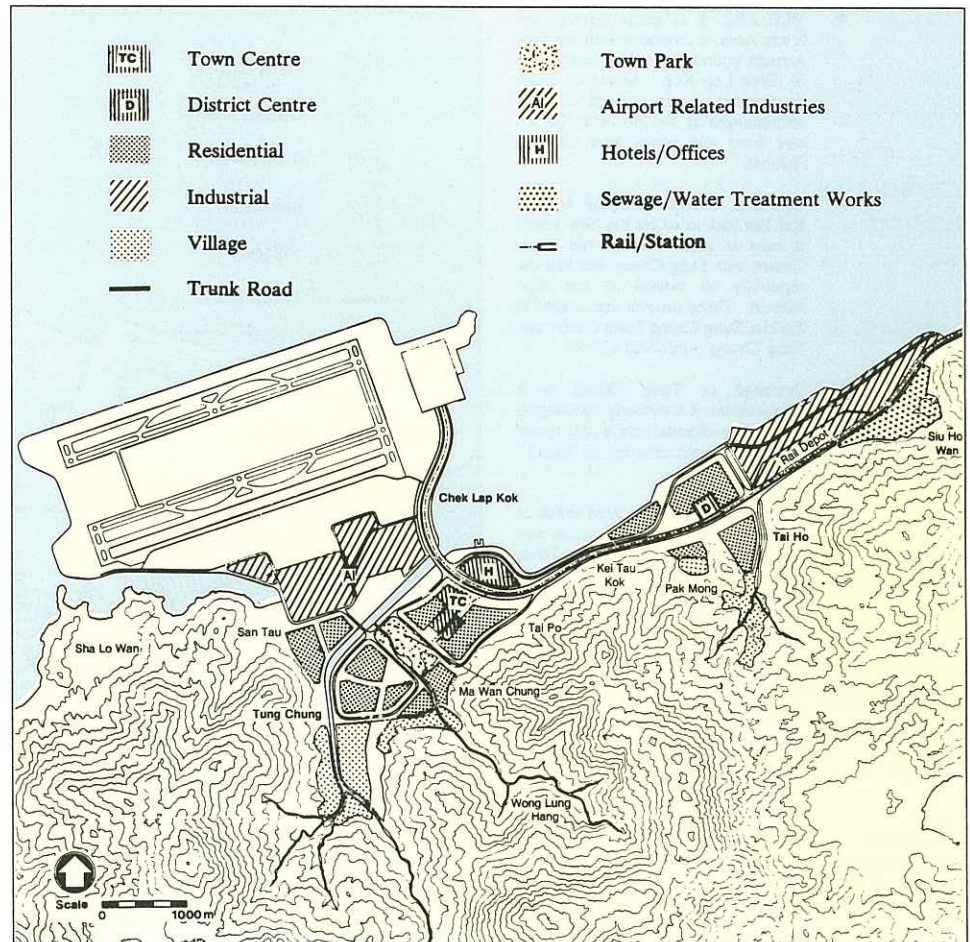 TC Town Centre
D District Centre
Residential
Industrial
Village
Trunk Road
Town Park
AI Airport Related Industries
H Hotels/Offices
Sewage/Water Treatment Works
Rail/Station
Chek Lap Kok
Rail Depot
Siu Ho
Wan
D
Tai Ho
Kei Tau
Kok
Pak Mong
H
AI
TC
San Tau
Tai Po
Sha Lo Wan
Ma Wan Chung
Tung Chung
Wong Lung
Hang
Scale
0 1000 m